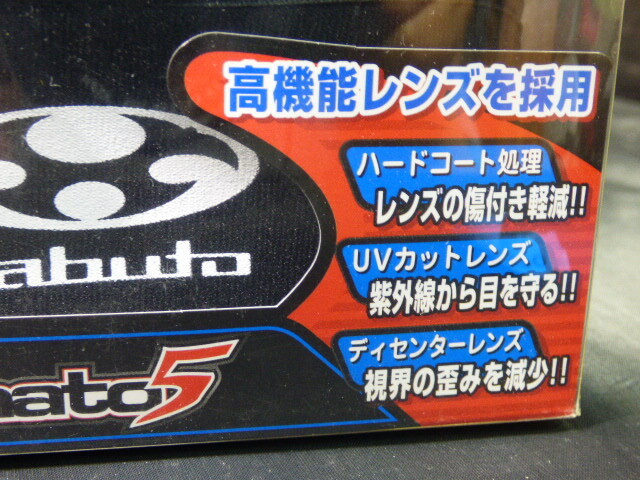 高機能レンズを採用
ハードコート処理
レンズの傷付き軽減!!
UVカットレンズ
紫外線から目を守る!!
ディセンターレンズ
視界の歪みを減少!!
abuto
nato5